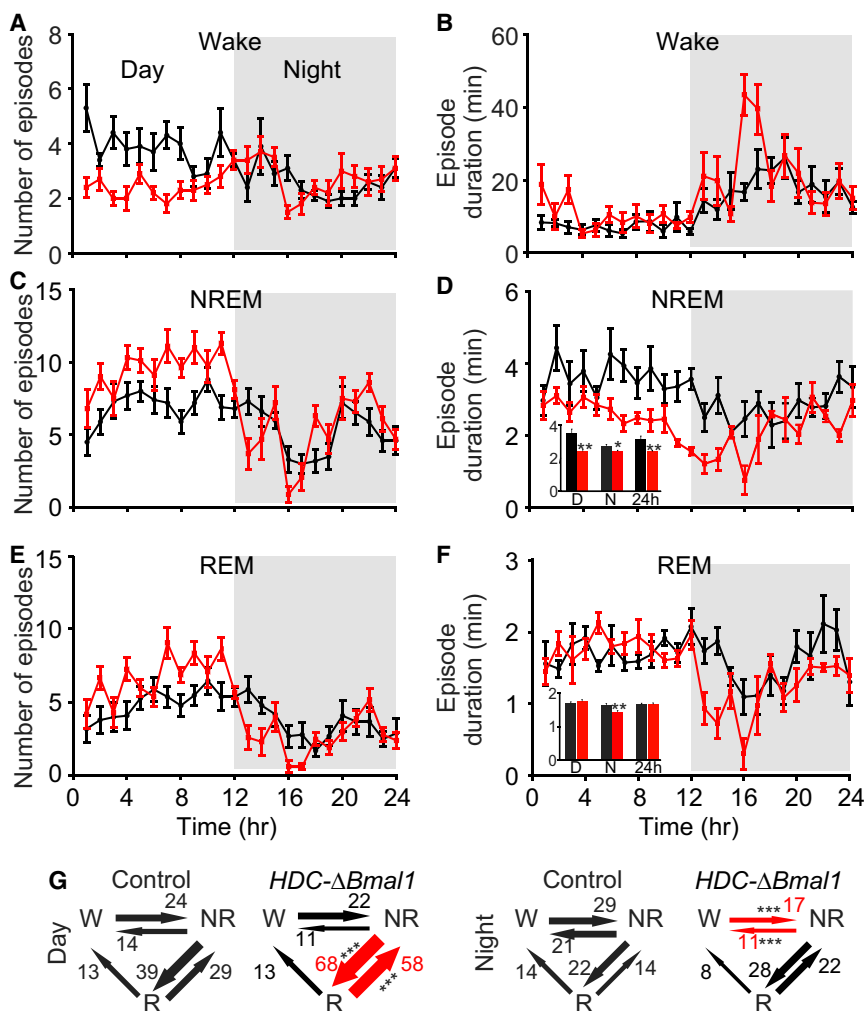 A
Wake
Day
Night
Number of episodes
8
6
4
2
0
B
Wake
Episode
duration (min)
60
40
20
0
C
NREM
Number of episodes
15
10
5
0
D
NREM
Episode
duration (min)
6
4
2
0
4
2
0
** * **
D N 24h
E
REM
Number of episodes
15
10
5
0
0 4 8 12 16 20 24
Time (hr)
F
REM
Episode
duration (min)
3
2
1
0
2
1
0
**
D N 24h
0 4 8 12 16 20 24
Time (hr)
G
Day
Control
W 24 NR
14
13 39 29
R
HDC-ΔBmal1
W 22 NR
11
13 68 *** 58 ***
R
Night
Control
W 29 NR
21
14 22 14
R
HDC-ΔBmal1
W *** 17 NR
11 ***
8 28 22
R